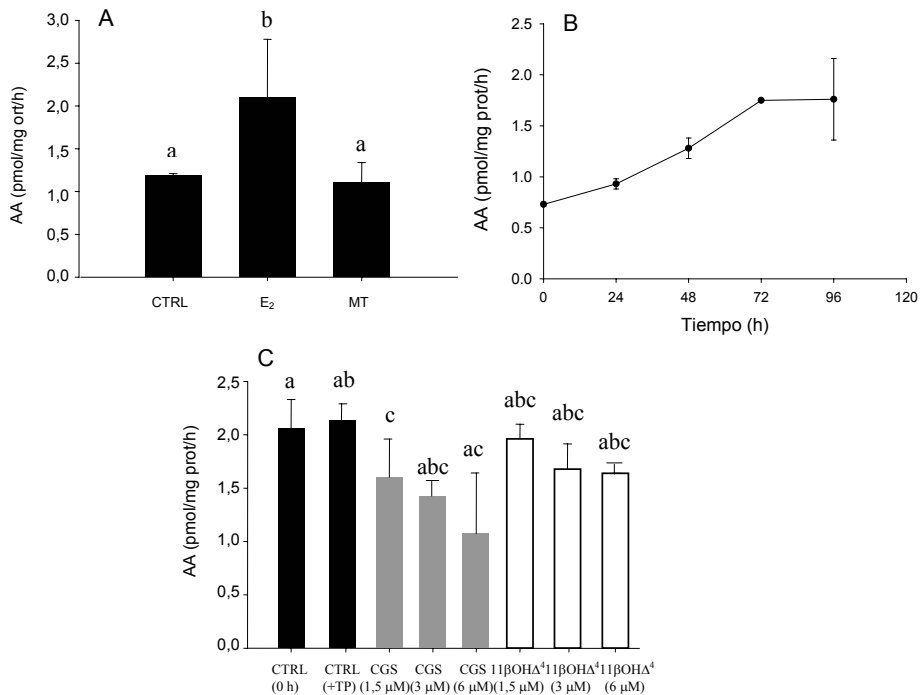 A
3,0
2,5
2,0
1,5
1,0
0,5
0,0
AA (pmol/mg ort/h)
a
b
a
CTRL E₂ MT
B
2.5
2.0
1.5
1.0
0.5
0.0
AA (pmol/mg prot/h)
0 24 48 72 96 120
Tiempo (h)
C
2,5
2,0
1,5
1,0
0,5
0,0
AA (pmol/mg prot/h)
a ab c abc ac abc abc abc
CTRL CTRL CGS CGS CGS 11βOHΔ⁴ 11βOHΔ⁴ 11βOHΔ⁴
(0 h) (+TP) (1,5 µM) (3 µM) (6 µM) (1,5 µM) (3 µM) (6 µM)